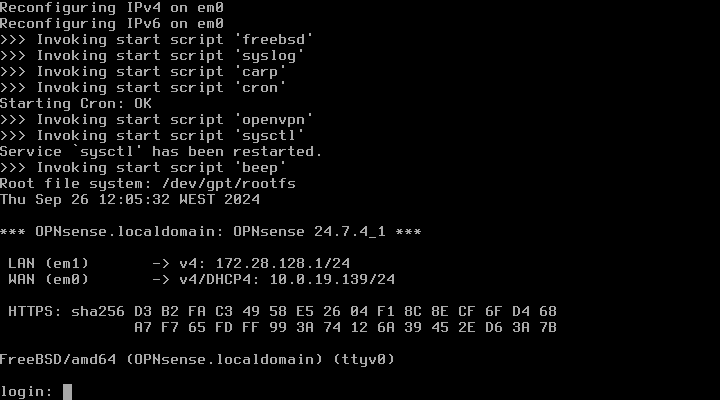 Reconfiguring IPv4 on em0
Reconfiguring IPv6 on em0
>>> Invoking start script 'freebsd'
>>> Invoking start script 'syslog'
>>> Invoking start script 'carp'
>>> Invoking start script 'cron'
Starting Cron: OK
>>> Invoking start script 'openvpn'
>>> Invoking start script 'sysctl'
Service `sysctl' has been restarted.
>>> Invoking start script 'beep'
Root file system: /dev/gpt/rootfs
Thu Sep 26 12:05:32 WEST 2024
*** OPNsense.localdomain: OPNsense 24.7.4_1 ***
LAN (em1)       -> v4: 172.28.128.1/24
WAN (em0)       -> v4/DHCP4: 10.0.19.139/24
HTTPS: sha256 D3 B2 FA C3 49 58 E5 26 04 F1 8C 8E CF 6F D4 68
A7 F7 65 FD FF 99 3A 74 12 6A 39 45 2E D6 3A 7B
FreeBSD/amd64 (OPNsense.localdomain) (ttyv0)
login: